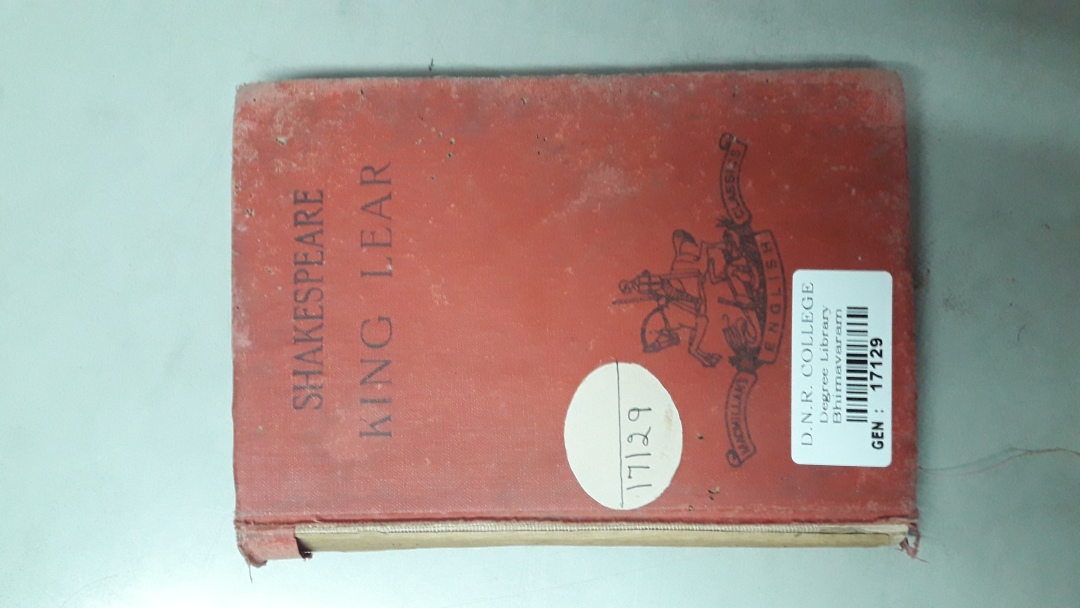 SHAKESPEARE
KING LEAR
MACMILLAN'S ENGLISH CLASSICS
17129
D.N.R. COLLEGE
Degree Library
Bhimavaram
GEN : 17129